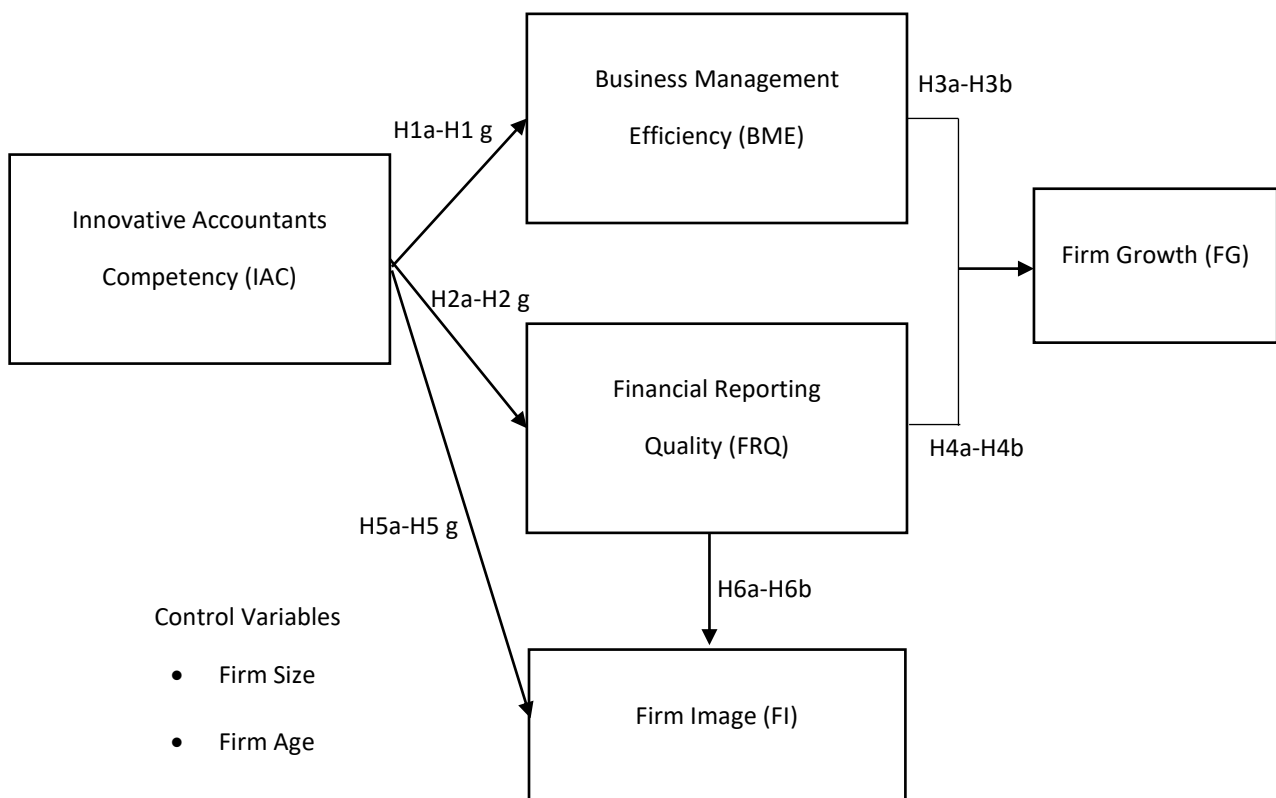 Business Management
Efficiency (BME)
H3a-H3b
H1a-H1 g
Innovative Accountants
Competency (IAC)
Firm Growth (FG)
H2a-H2 g
Financial Reporting
Quality (FRQ)
H4a-H4b
H5a-H5 g
H6a-H6b
Control Variables
• Firm Size
• Firm Age
Firm Image (FI)